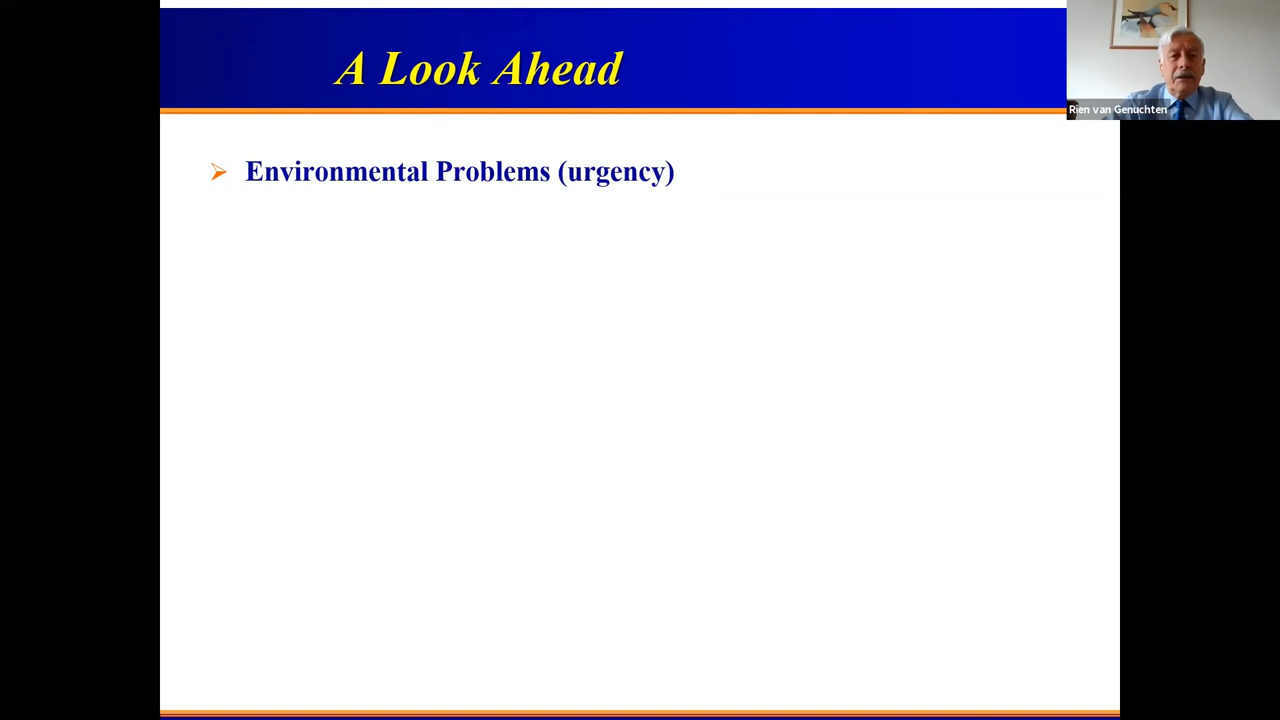 A Look Ahead
Rien van Genuchten
Environmental Problems (urgency)